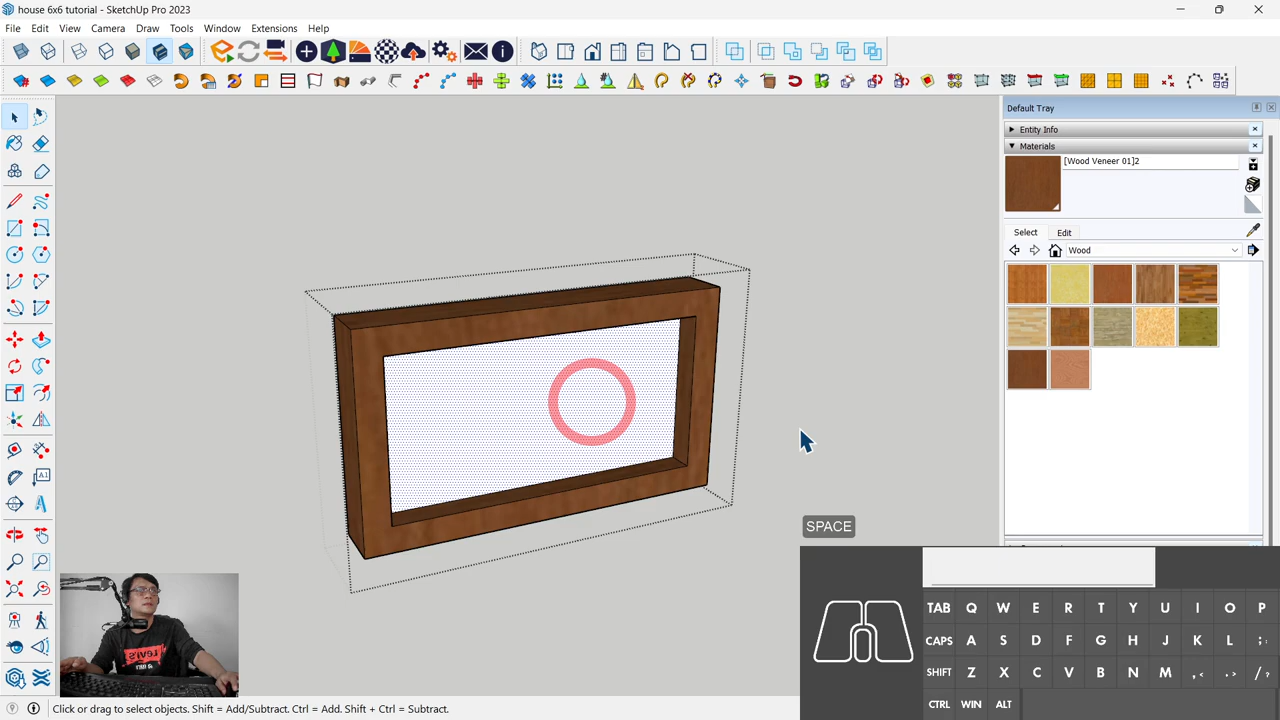 house 6x6 tutorial - SketchUp Pro 2023
File Edit View Camera Draw Tools Window Extensions Help
Default Tray
Entity Info
Materials
[Wood Veneer 01]2
Select Edit
Wood
A1
SPACE
LEVI'S
TAB Q W E R T Y U I O P
CAPS A S D F G H J K L ; :
SHIFT Z X C V B N M , < . > / ?
CTRL WIN ALT
Click or drag to select objects. Shift = Add/Subtract. Ctrl = Add. Shift + Ctrl = Subtract.